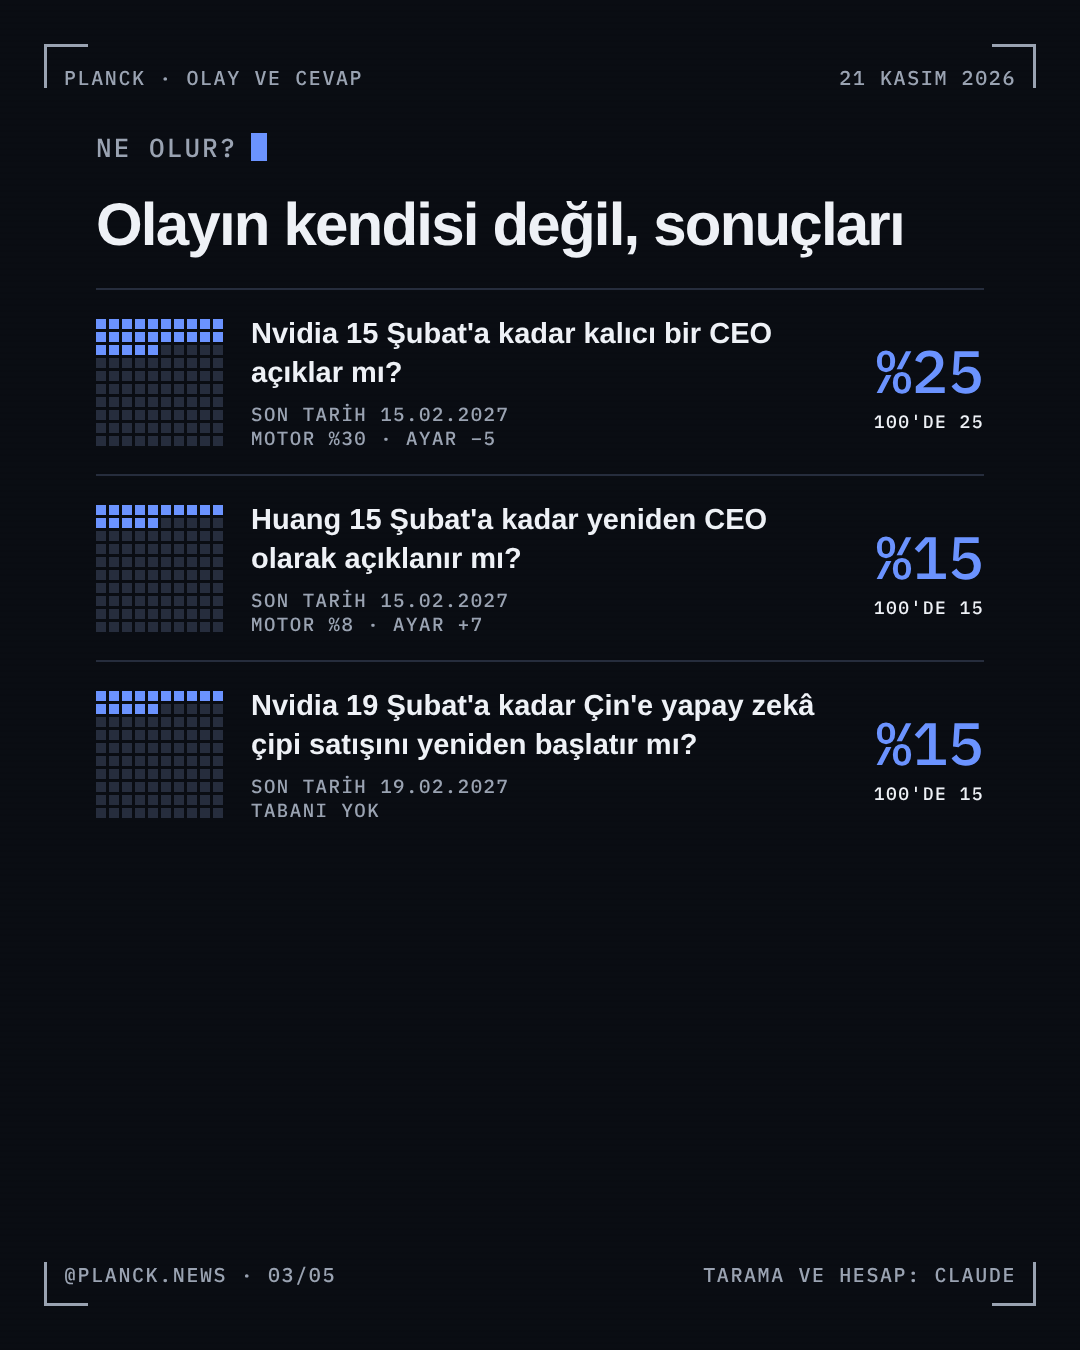 PLANCK · OLAY VE CEVAP
21 KASIM 2026
NE OLUR?
Olayın kendisi değil, sonuçları
Nvidia 15 Şubat'a kadar kalıcı bir CEO
açıklar mı?
SON TARİH 15.02.2027
MOTOR %30 · AYAR −5
%25
100'DE 25
Huang 15 Şubat'a kadar yeniden CEO
olarak açıklanır mı?
SON TARİH 15.02.2027
MOTOR %8 · AYAR +7
%15
100'DE 15
Nvidia 19 Şubat'a kadar Çin'e yapay zekâ
çipi satışını yeniden başlatır mı?
SON TARİH 19.02.2027
TABANI YOK
%15
100'DE 15
@PLANCK.NEWS · 03/05
TARAMA VE HESAP: CLAUDE